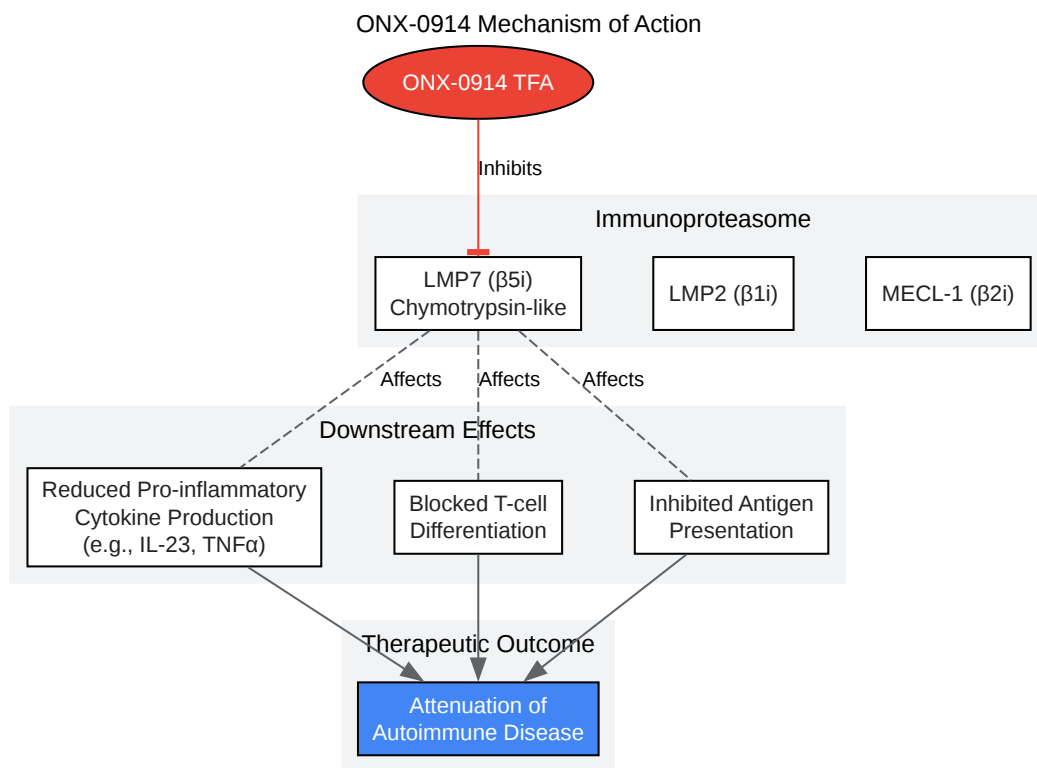 ONX-0914 Mechanism of Action
ONX-0914 TFA
Inhibits
Immunoproteasome
LMP7 (β5i)
Chymotrypsin-like
LMP2 (β1i)
MECL-1 (β2i)
Affects
Affects
Affects
Downstream Effects
Reduced Pro-inflammatory
Cytokine Production
(e.g., IL-23, TNFα)
Blocked T-cell
Differentiation
Inhibited Antigen
Presentation
Therapeutic Outcome
Attenuation of
Autoimmune Disease